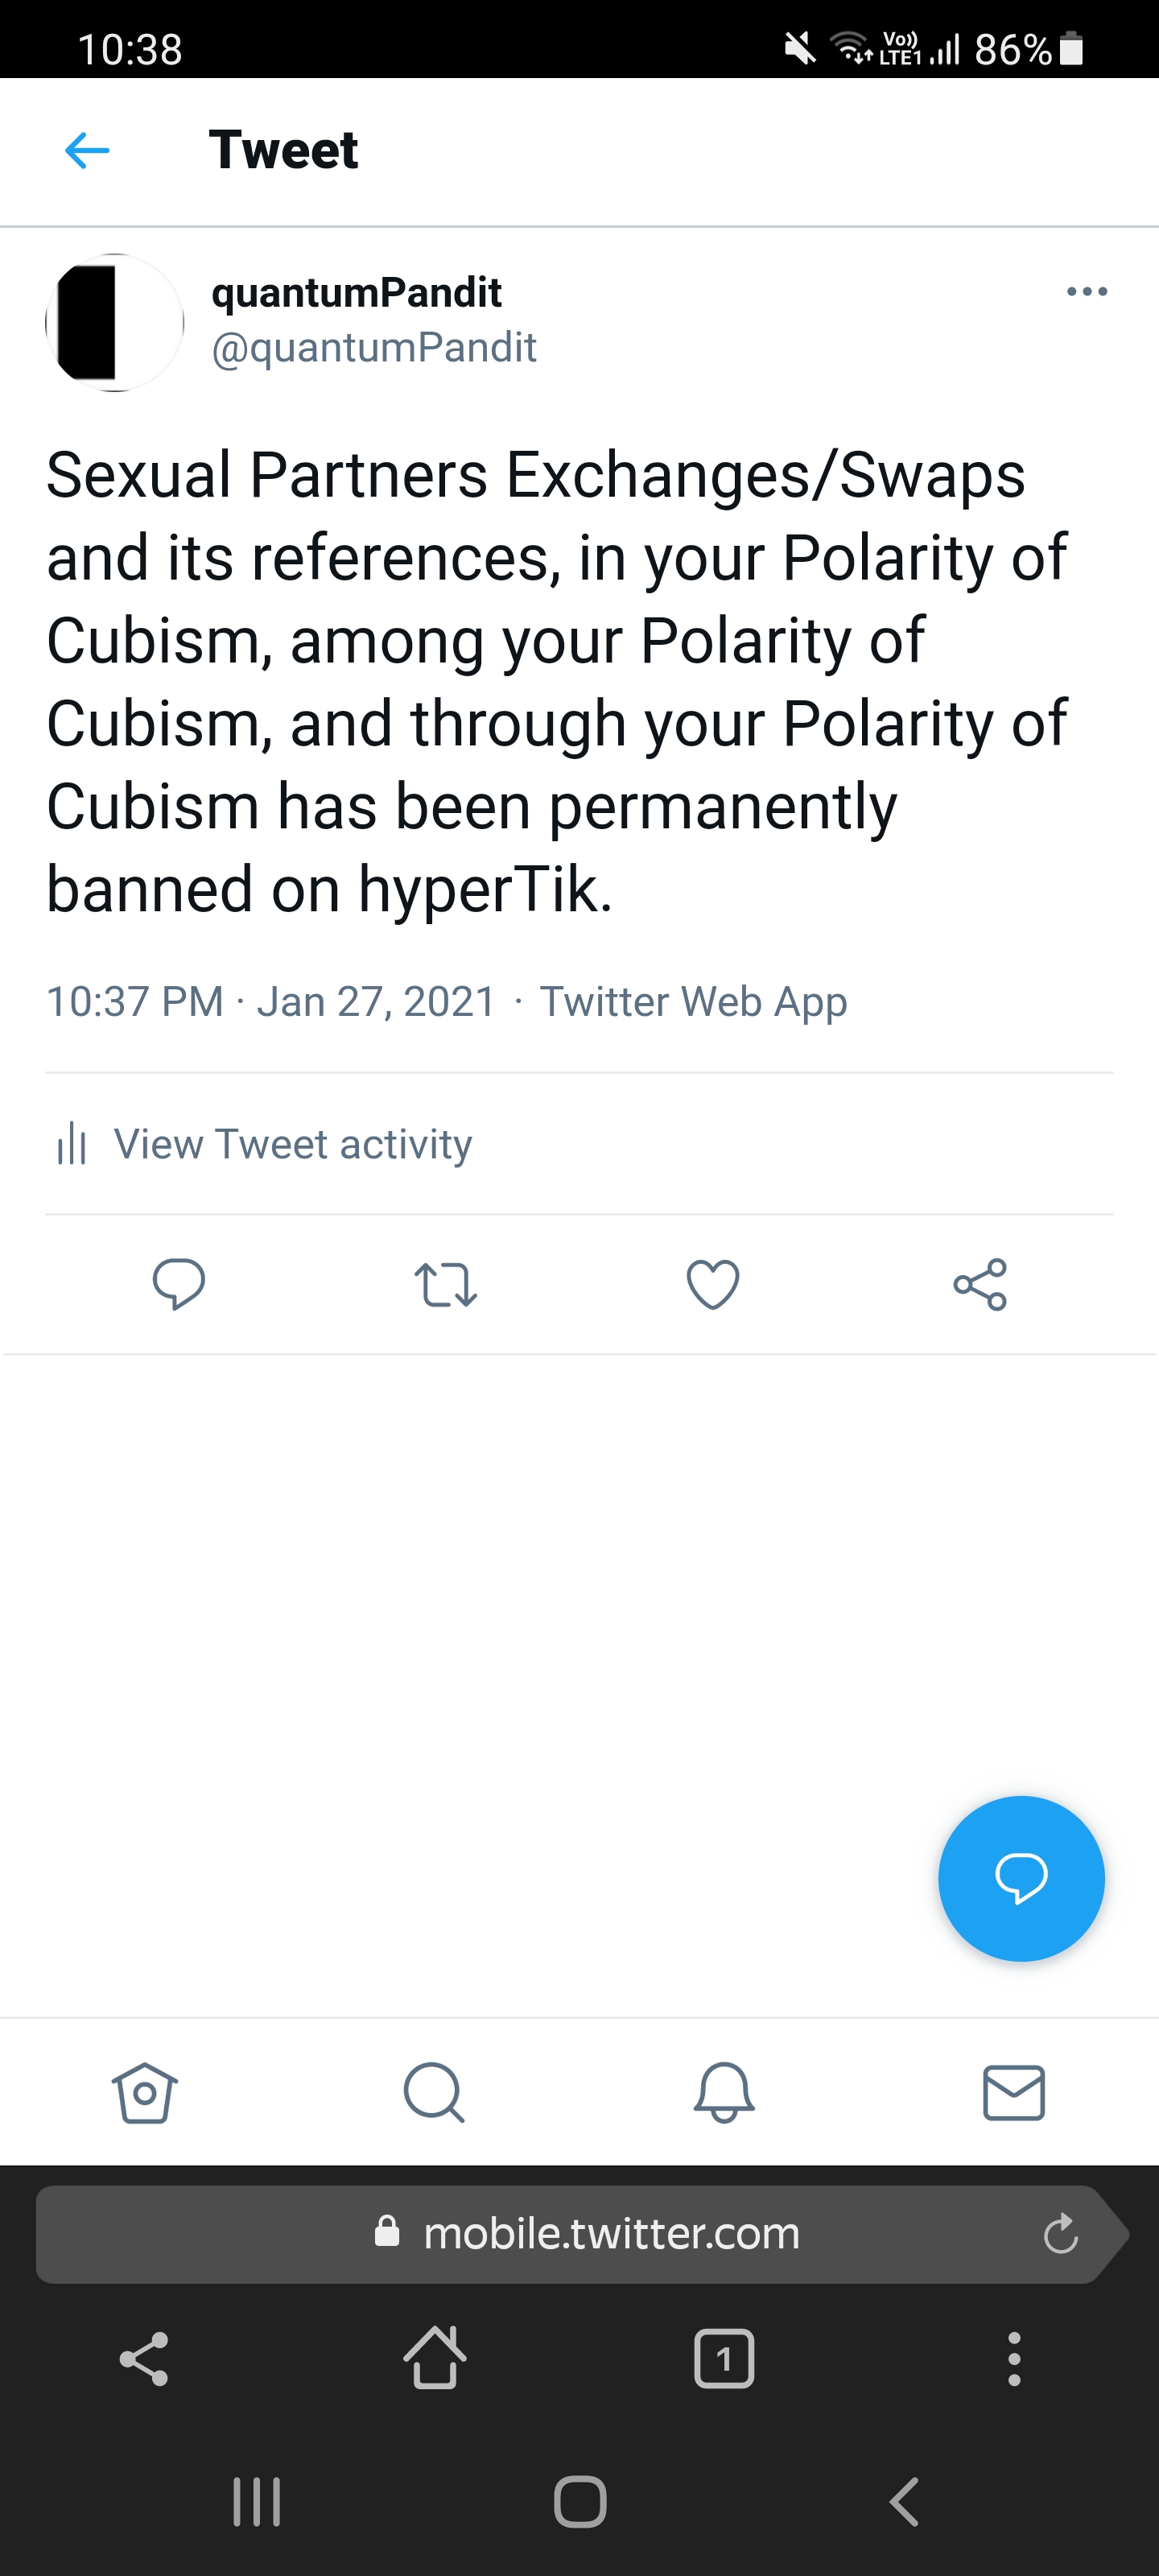 10:38
Vo))
LTE1
86%
Tweet
quantumPandit
@quantumPandit
Sexual Partners Exchanges/Swaps
and its references, in your Polarity of
Cubism, among your Polarity of
Cubism, and through your Polarity of
Cubism has been permanently
banned on hyperTik.
10:37 PM · Jan 27, 2021 · Twitter Web App
View Tweet activity
mobile.twitter.com
1